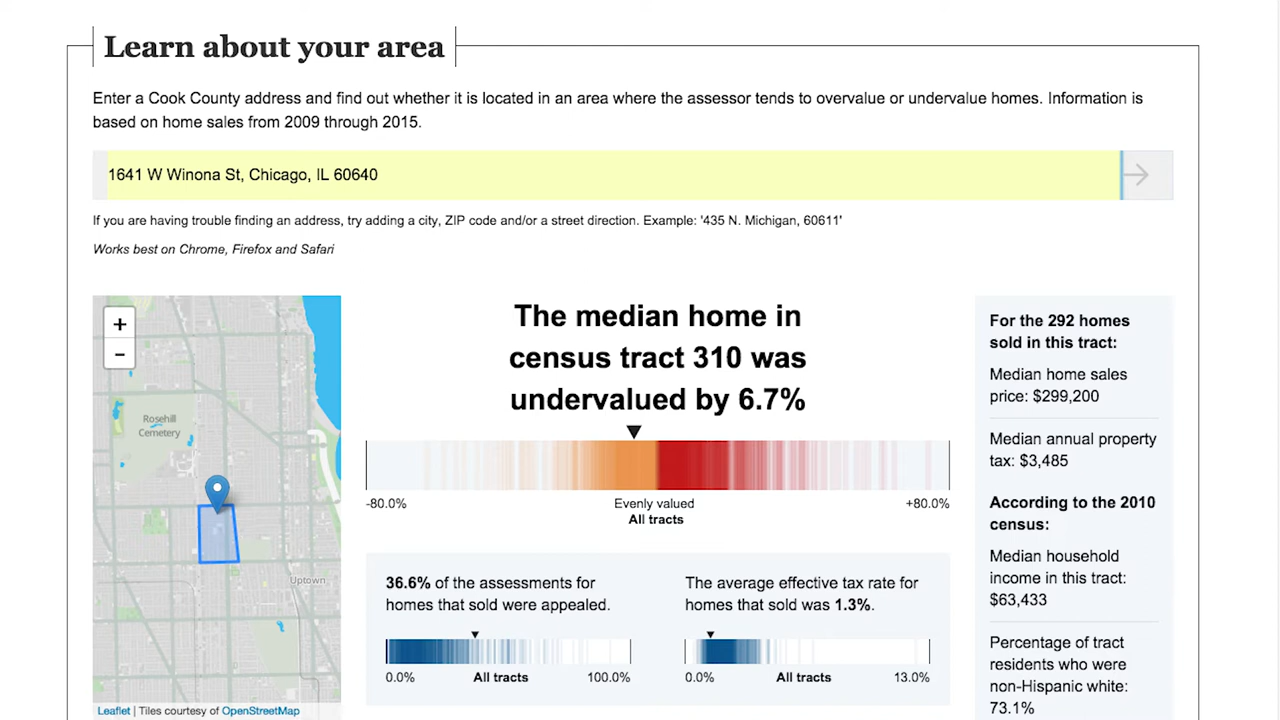 Learn about your area
Enter a Cook County address and find out whether it is located in an area where the assessor tends to overvalue or undervalue homes. Information is
based on home sales from 2009 through 2015.
1641 W Winona St, Chicago, IL 60640
If you are having trouble finding an address, try adding a city, ZIP code and/or a street direction. Example: '435 N. Michigan, 60611'
Works best on Chrome, Firefox and Safari
+
-
Rosehill
Cemetery
Uptown
Leaflet | Tiles courtesy of OpenStreetMap
The median home in
census tract 310 was
undervalued by 6.7%
-80.0%
Evenly valued
+80.0%
All tracts
36.6% of the assessments for
homes that sold were appealed.
0.0%
All tracts
100.0%
The average effective tax rate for
homes that sold was 1.3%.
0.0%
All tracts
13.0%
For the 292 homes
sold in this tract:
Median home sales
price: $299,200
Median annual property
tax: $3,485
According to the 2010
census:
Median household
income in this tract:
$63,433
Percentage of tract
residents who were
non-Hispanic white:
73.1%